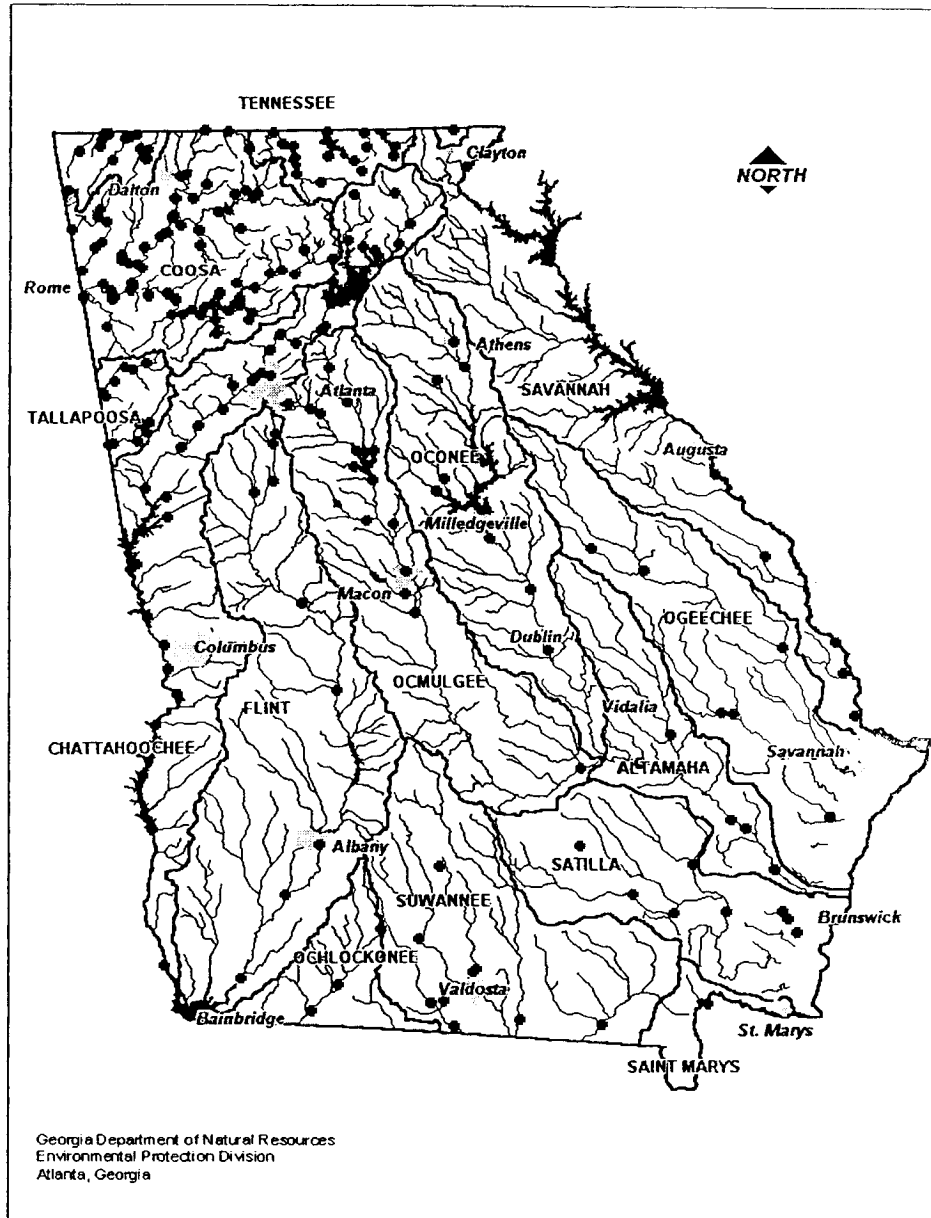 TENNESSEE
Clayton
NORTH
Dalton
COOSA
Rome
Athens
SAVANNAH
Atlanta
TALLAPOOSA
Augusta
OCONEE
Milledgeville
Macon
OGEECHEE
Dublin
Columbus
OCMULGEE
FLINT
Vidalia
CHATTAHOOCHEE
Savannah
ALTAMAHA
Albany
SATILLA
SUWANNEE
Brunswick
OCHLOCKONEE
Valdosta
Bainbridge
St. Marys
SAINT MARYS
Georgia Department of Natural Resources
Environmental Protection Division
Atlanta, Georgia